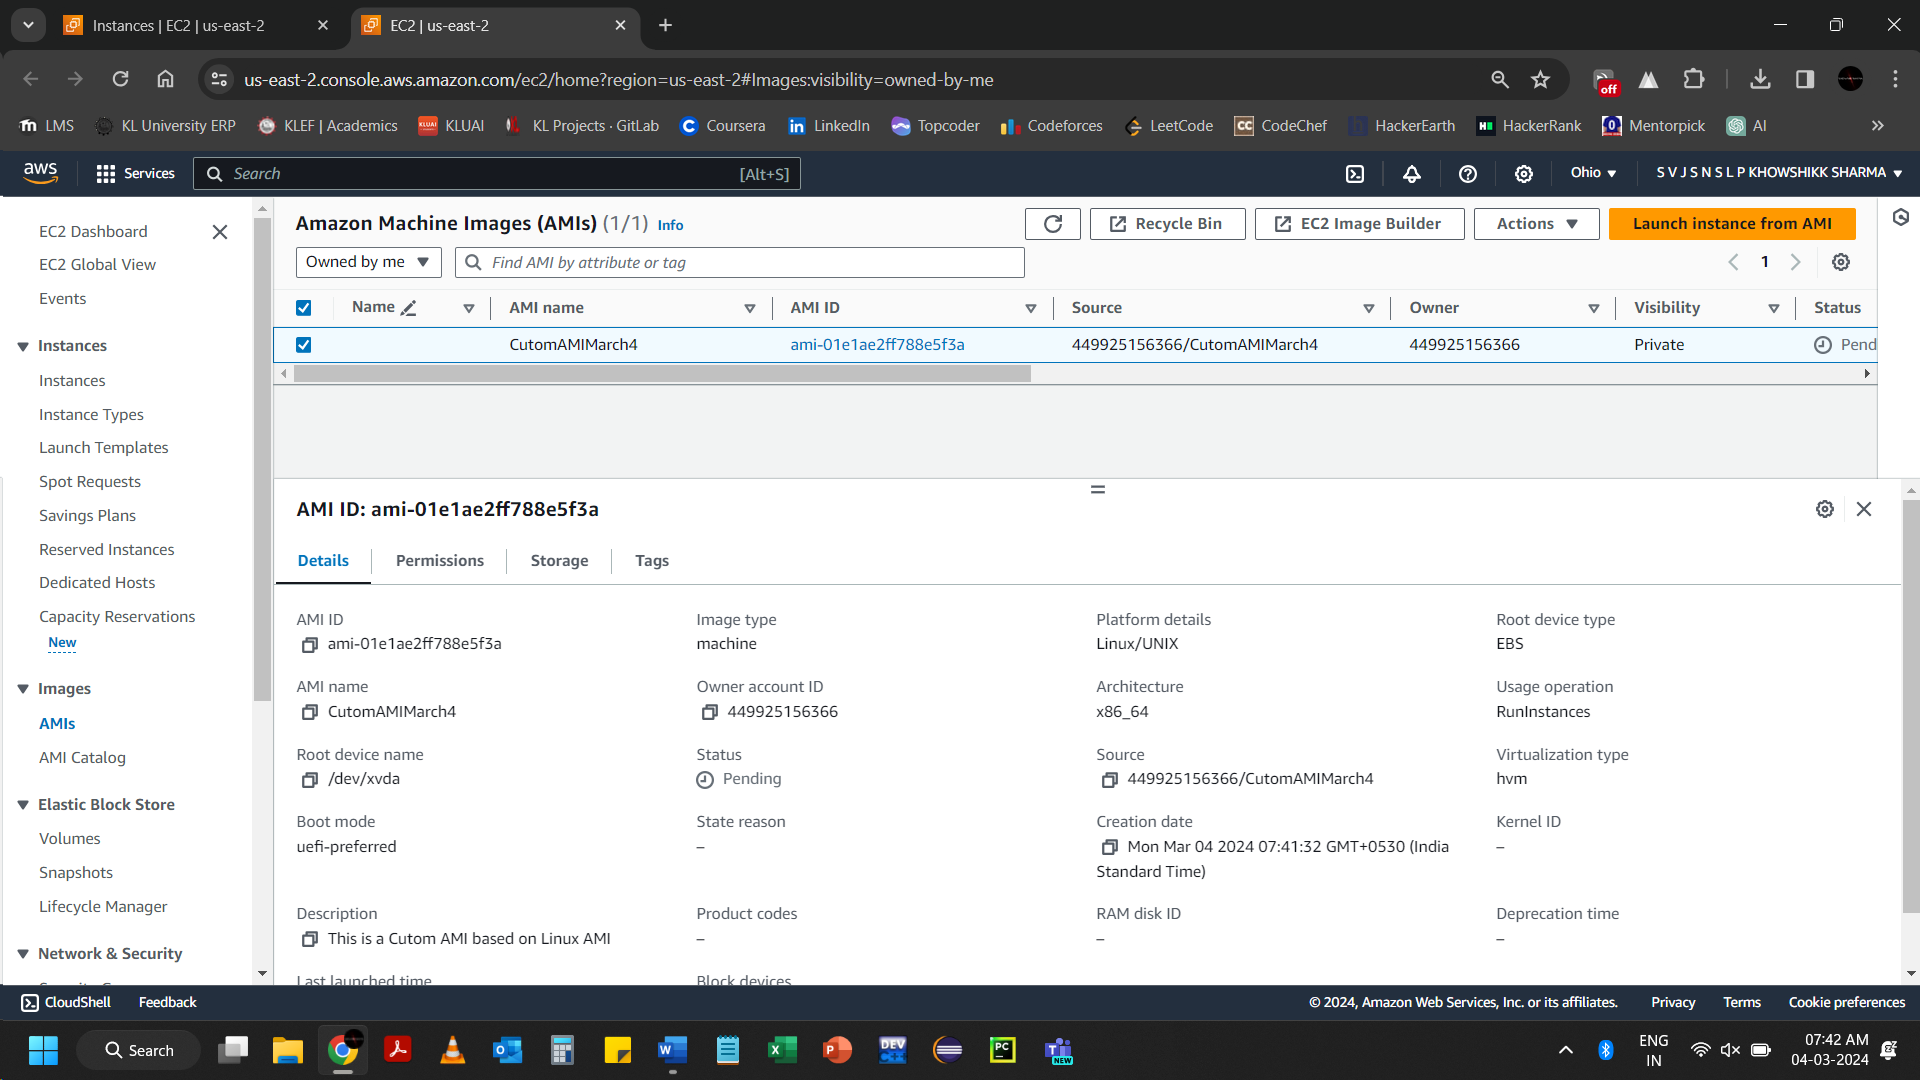 Instances | EC2 | us-east-2
EC2 | us-east-2
us-east-2.console.aws.amazon.com/ec2/home?region=us-east-2#Images:visibility=owned-by-me
off
LMS
KL University ERP
KLEF | Academics
KLUAI
KL Projects · GitLab
Coursera
LinkedIn
Topcoder
Codeforces
LeetCode
CodeChef
HackerEarth
HackerRank
Mentorpick
AI
aws
Services
Search
[Alt+S]
Ohio
S V J S N S L P KHOWSHIKK SHARMA
EC2 Dashboard
EC2 Global View
Events
Instances
Instances
Instance Types
Launch Templates
Spot Requests
Savings Plans
Reserved Instances
Dedicated Hosts
Capacity Reservations
New
Images
AMIs
AMI Catalog
Elastic Block Store
Volumes
Snapshots
Lifecycle Manager
Network & Security
Amazon Machine Images (AMIs) (1/1) Info
Recycle Bin
EC2 Image Builder
Actions
Launch instance from AMI
Owned by me
Find AMI by attribute or tag
1
Name
AMI name
AMI ID
Source
Owner
Visibility
Status
CutomAMIMarch4
ami-01e1ae2ff788e5f3a
449925156366/CutomAMIMarch4
449925156366
Private
Pend
AMI ID: ami-01e1ae2ff788e5f3a
Details
Permissions
Storage
Tags
AMI ID
ami-01e1ae2ff788e5f3a
Image type
machine
Platform details
Linux/UNIX
Root device type
EBS
AMI name
CutomAMIMarch4
Owner account ID
449925156366
Architecture
x86_64
Usage operation
RunInstances
Root device name
/dev/xvda
Status
Pending
Source
449925156366/CutomAMIMarch4
Virtualization type
hvm
Boot mode
uefi-preferred
State reason
–
Creation date
Mon Mar 04 2024 07:41:32 GMT+0530 (India
Standard Time)
Kernel ID
–
Description
This is a Cutom AMI based on Linux AMI
Product codes
–
RAM disk ID
–
Deprecation time
–
Last launched time
Block devices
CloudShell
Feedback
© 2024, Amazon Web Services, Inc. or its affiliates.
Privacy
Terms
Cookie preferences
Search
DEV
PC
NEW
ENG
IN
07:42 AM
04-03-2024